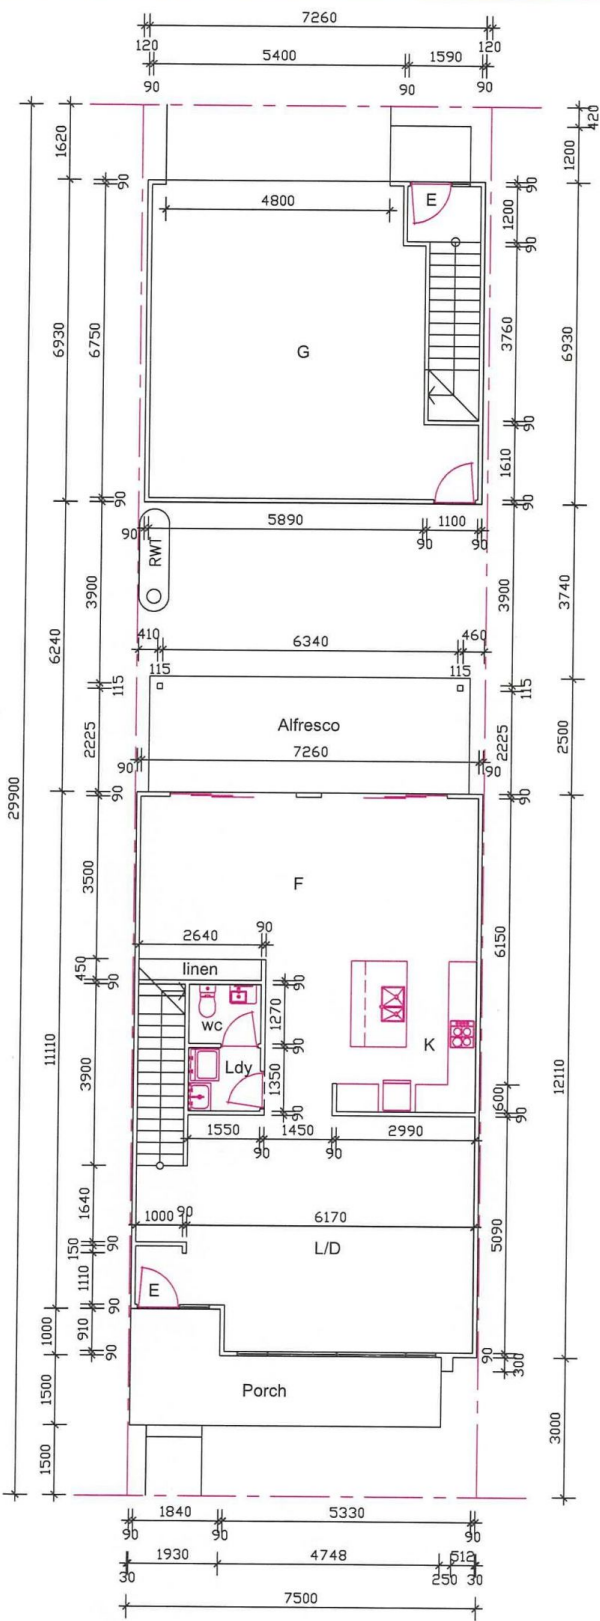 7260
120 120
5400 1590
90 90 90
420
1620 1200
90 90
4800 E 1200
90
6930 6750 G 3760 6930
90
1610
90 90
5890 1100
90 90 90
RWT
3900 3900 3740
6240
410 6340 460
115 115
115 115
2225 Alfresco 2225 2500
7260
90 90
90 90
29900
3500 F 6150
90
2640
450 linen
90 90
WC 1270
K
90
11110 3900 Ldy 1350 12110
600
90 90
1550 1450 2990
90 90
1640 90
1000 6170 5090
150 90 L/D
1110 E
90
1000 910 90 90
300
1500 Porch 3000
1500
1840 5330
90 90 90
1930 4748 512
30 250 30
7500